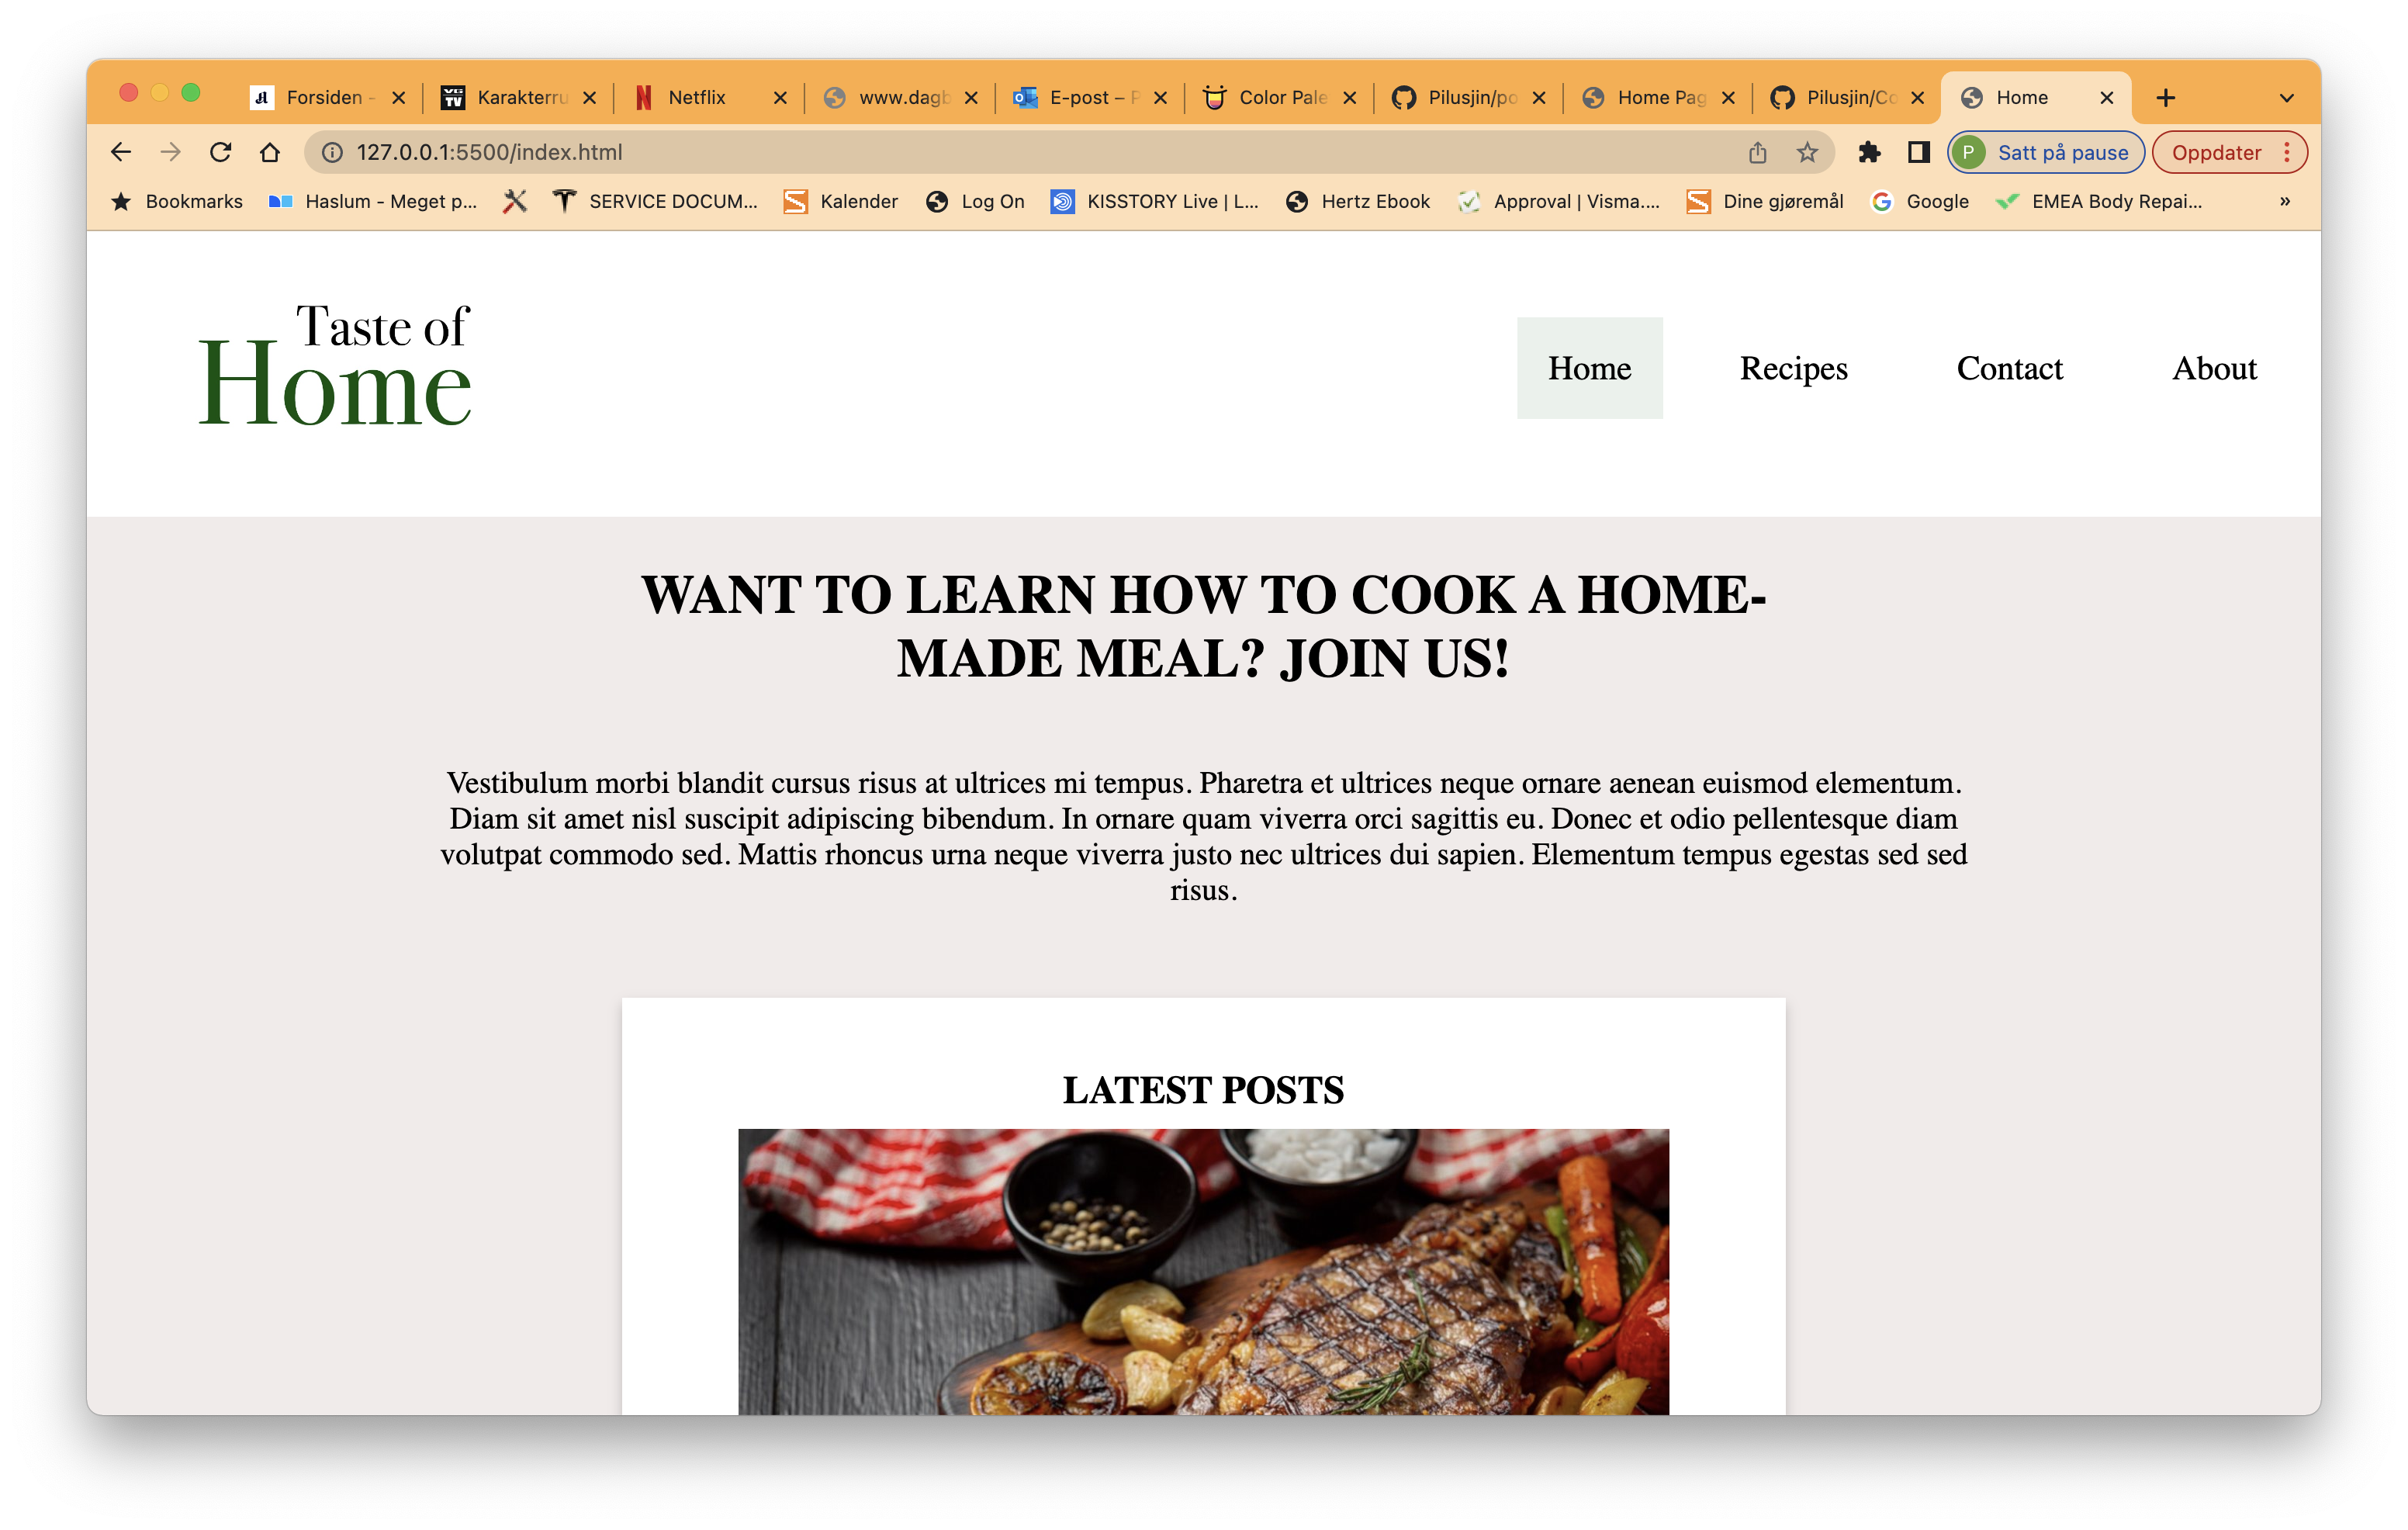 Forsiden -
Karakterru
Netflix
www.dagb
E-post – P
Color Pale
Pilusjin/po
Home Pag
Pilusjin/Co
Home
127.0.0.1:5500/index.html
P Satt på pause
Oppdater
Bookmarks
Haslum - Meget p...
SERVICE DOCUM...
Kalender
Log On
KISSTORY Live | L...
Hertz Ebook
Approval | Visma....
Dine gjøremål
Google
EMEA Body Repai...
»
Taste of
Home
Home
Recipes
Contact
About
WANT TO LEARN HOW TO COOK A HOME-
MADE MEAL? JOIN US!
Vestibulum morbi blandit cursus risus at ultrices mi tempus. Pharetra et ultrices neque ornare aenean euismod elementum.
Diam sit amet nisl suscipit adipiscing bibendum. In ornare quam viverra orci sagittis eu. Donec et odio pellentesque diam
volutpat commodo sed. Mattis rhoncus urna neque viverra justo nec ultrices dui sapien. Elementum tempus egestas sed sed
risus.
LATEST POSTS